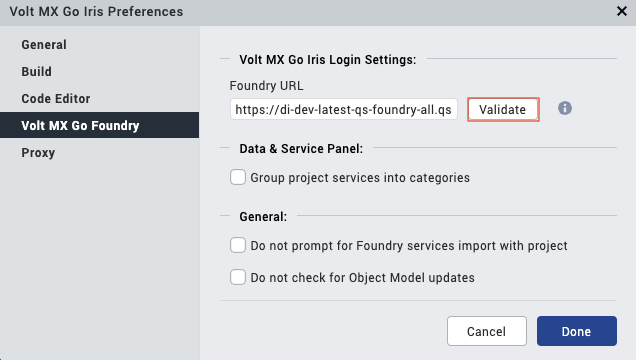 Volt MX Go Iris Preferences
General
Build
Code Editor
Volt MX Go Foundry
Proxy
Volt MX Go Iris Login Settings:
Foundry URL
https://di-dev-latest-qs-foundry-all.qs
Validate
Data & Service Panel:
Group project services into categories
General:
Do not prompt for Foundry services import with project
Do not check for Object Model updates
Cancel
Done